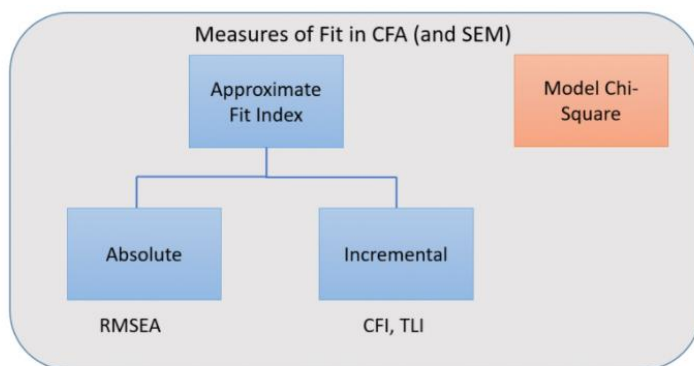 Measures of Fit in CFA (and SEM)
Approximate
Fit Index
Model Chi-
Square
Absolute
Incremental
RMSEA
CFI, TLI